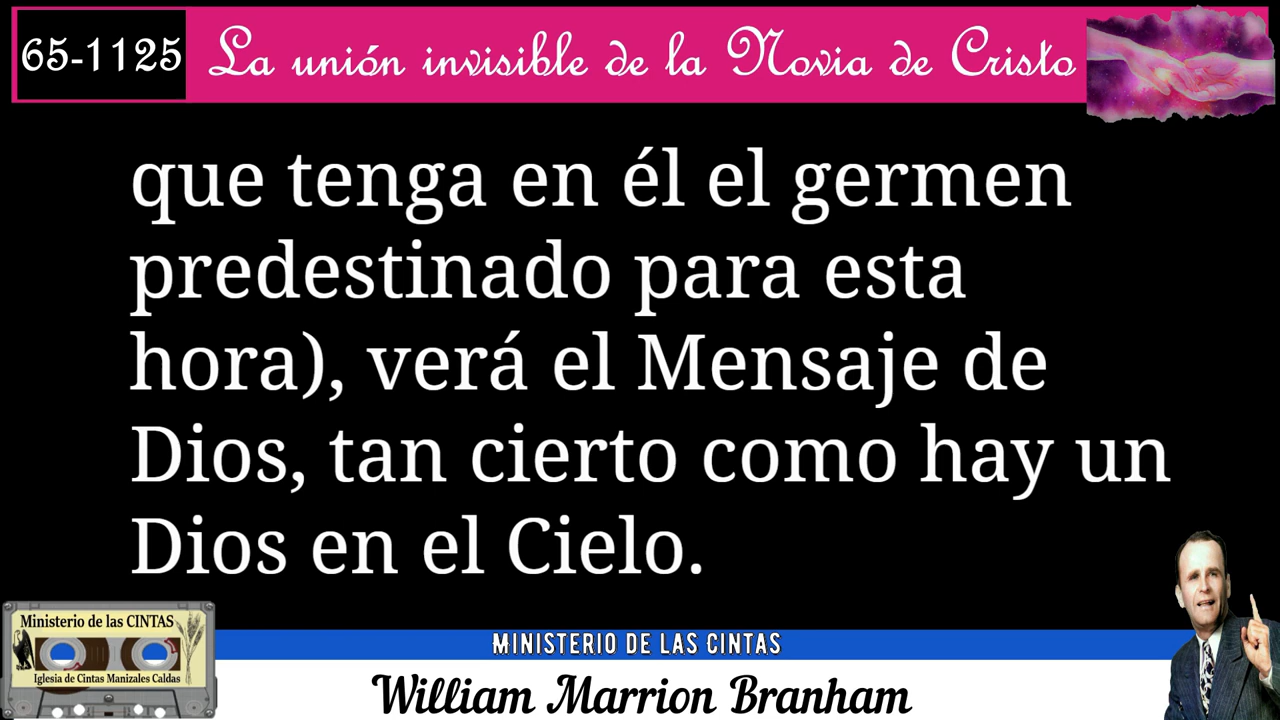 65-1125
La unión invisible de la Novia de Cristo
que tenga en él el germen
predestinado para esta
hora), verá el Mensaje de
Dios, tan cierto como hay un
Dios en el Cielo.
Ministerio de las CINTAS
Iglesia de Cintas Manizales Caldas
MINISTERIO DE LAS CINTAS
William Marrion Branham